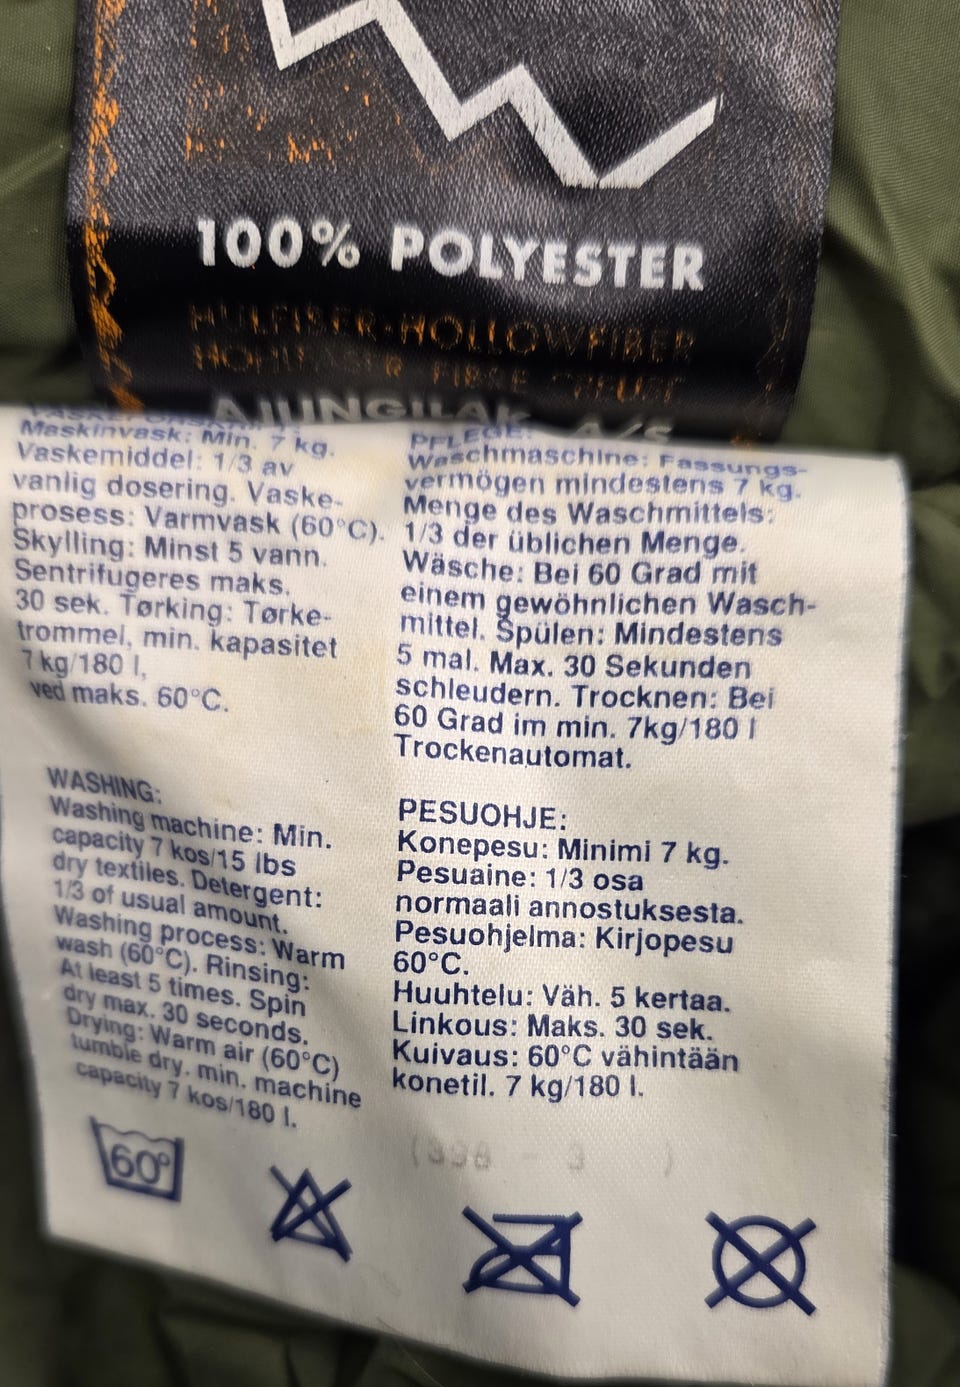 100% POLYESTER
HULFIBER·HOLLOWFIBER
FIBRE CREUSE
AJUNGILAK A/S
Maskinvask: Min. 7 kg.
Vaskemiddel: 1/3 av
vanlig dosering. Vaske-
prosess: Varmvask (60°C).
Skylling: Minst 5 vann.
Sentrifugeres maks.
30 sek. Tørking: Tørke-
trommel, min. kapasitet
7kg/180 l,
ved maks. 60°C.
PFLEGE:
Waschmaschine: Fassungs-
vermögen mindestens 7 kg.
Menge des Waschmittels:
1/3 der üblichen Menge.
Wäsche: Bei 60 Grad mit
einem gewöhnlichen Wasch-
mittel. Spülen: Mindestens
5 mal. Max. 30 Sekunden
schleudern. Trocknen: Bei
60 Grad im min. 7kg/180 l
Trockenautomat.
WASHING:
Washing machine: Min.
capacity 7 kos/15 lbs
dry textiles. Detergent:
1/3 of usual amount.
Washing process: Warm
wash (60°C). Rinsing:
At least 5 times. Spin
dry max. 30 seconds.
Drying: Warm air (60°C)
tumble dry. min. machine
capacity 7 kos/180 l.
PESUOHJE:
Konepesu: Minimi 7 kg.
Pesuaine: 1/3 osa
normaali annostuksesta.
Pesuohjelma: Kirjopesu
60°C.
Huuhtelu: Väh. 5 kertaa.
Linkous: Maks. 30 sek.
Kuivaus: 60°C vähintään
konetil. 7 kg/180 l.
60°